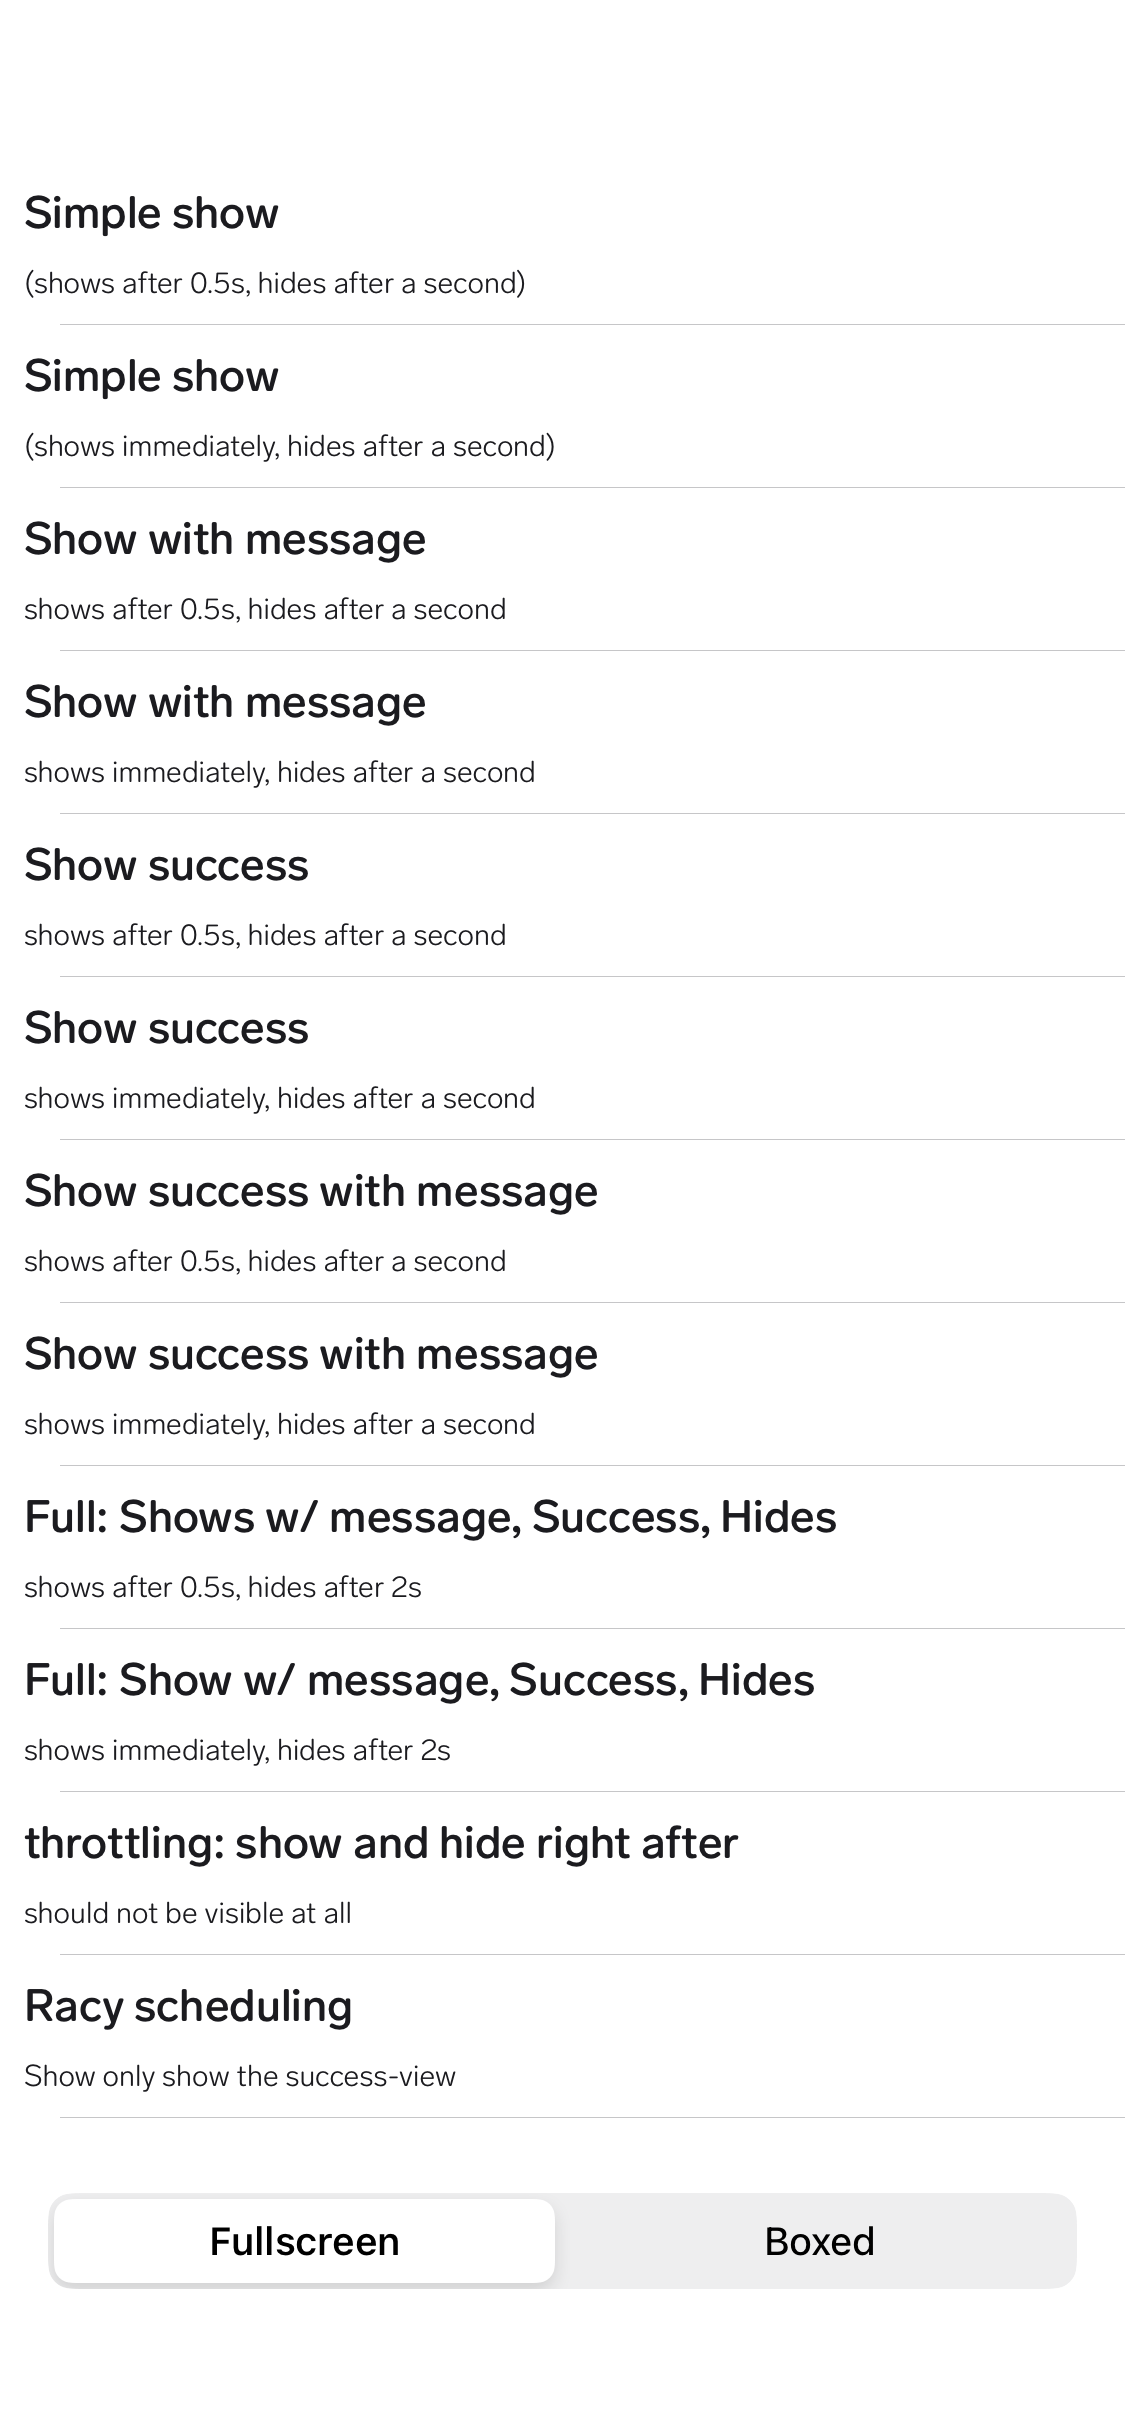 Simple show
(shows after 0.5s, hides after a second)
Simple show
(shows immediately, hides after a second)
Show with message
shows after 0.5s, hides after a second
Show with message
shows immediately, hides after a second
Show success
shows after 0.5s, hides after a second
Show success
shows immediately, hides after a second
Show success with message
shows after 0.5s, hides after a second
Show success with message
shows immediately, hides after a second
Full: Shows w/ message, Success, Hides
shows after 0.5s, hides after 2s
Full: Show w/ message, Success, Hides
shows immediately, hides after 2s
throttling: show and hide right after
should not be visible at all
Racy scheduling
Show only show the success-view
Fullscreen Boxed